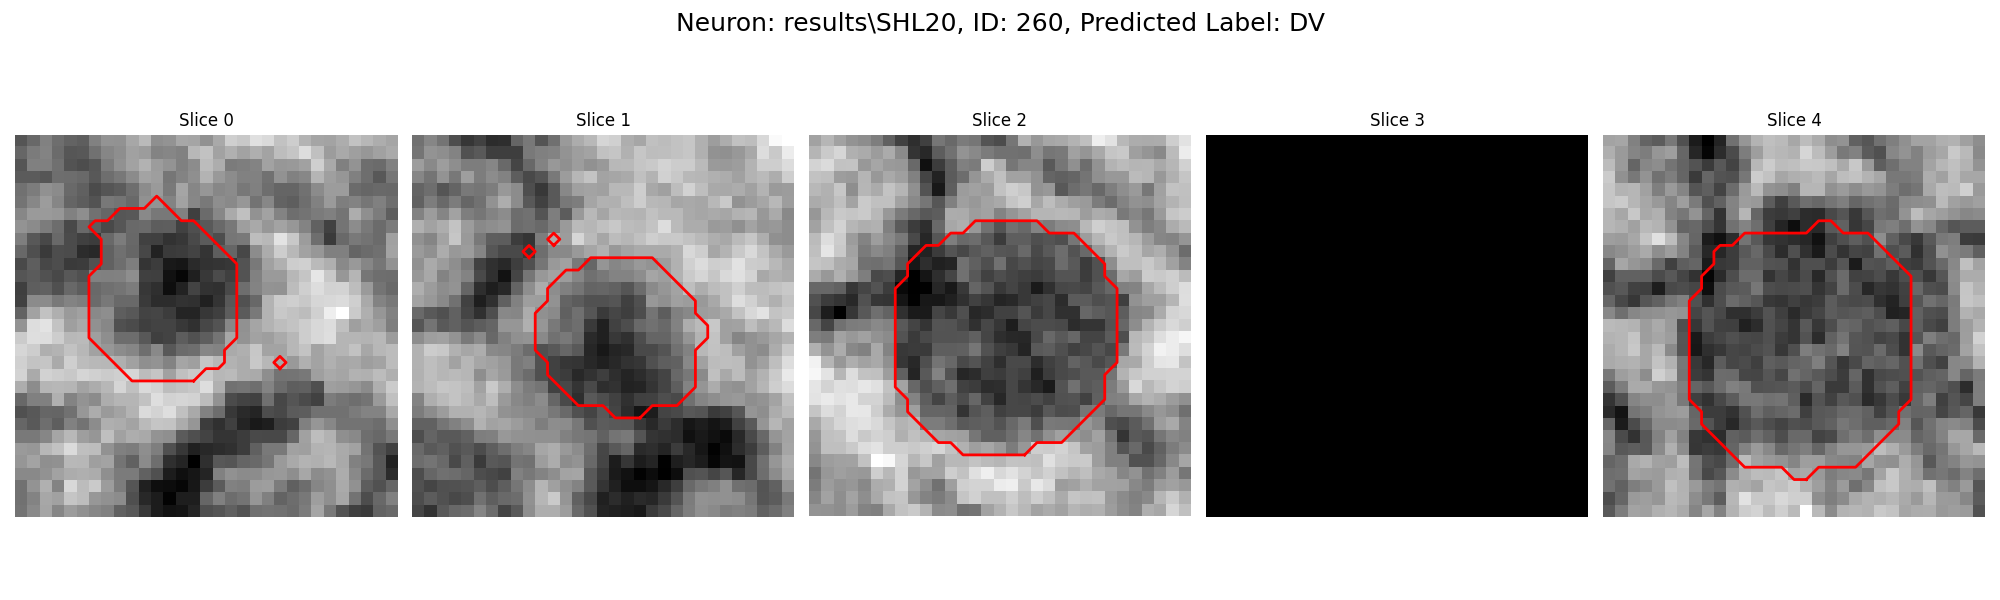 Neuron: results\SHL20, ID: 260, Predicted Label: DV
Slice 0
Slice 1
Slice 2
Slice 3
Slice 4